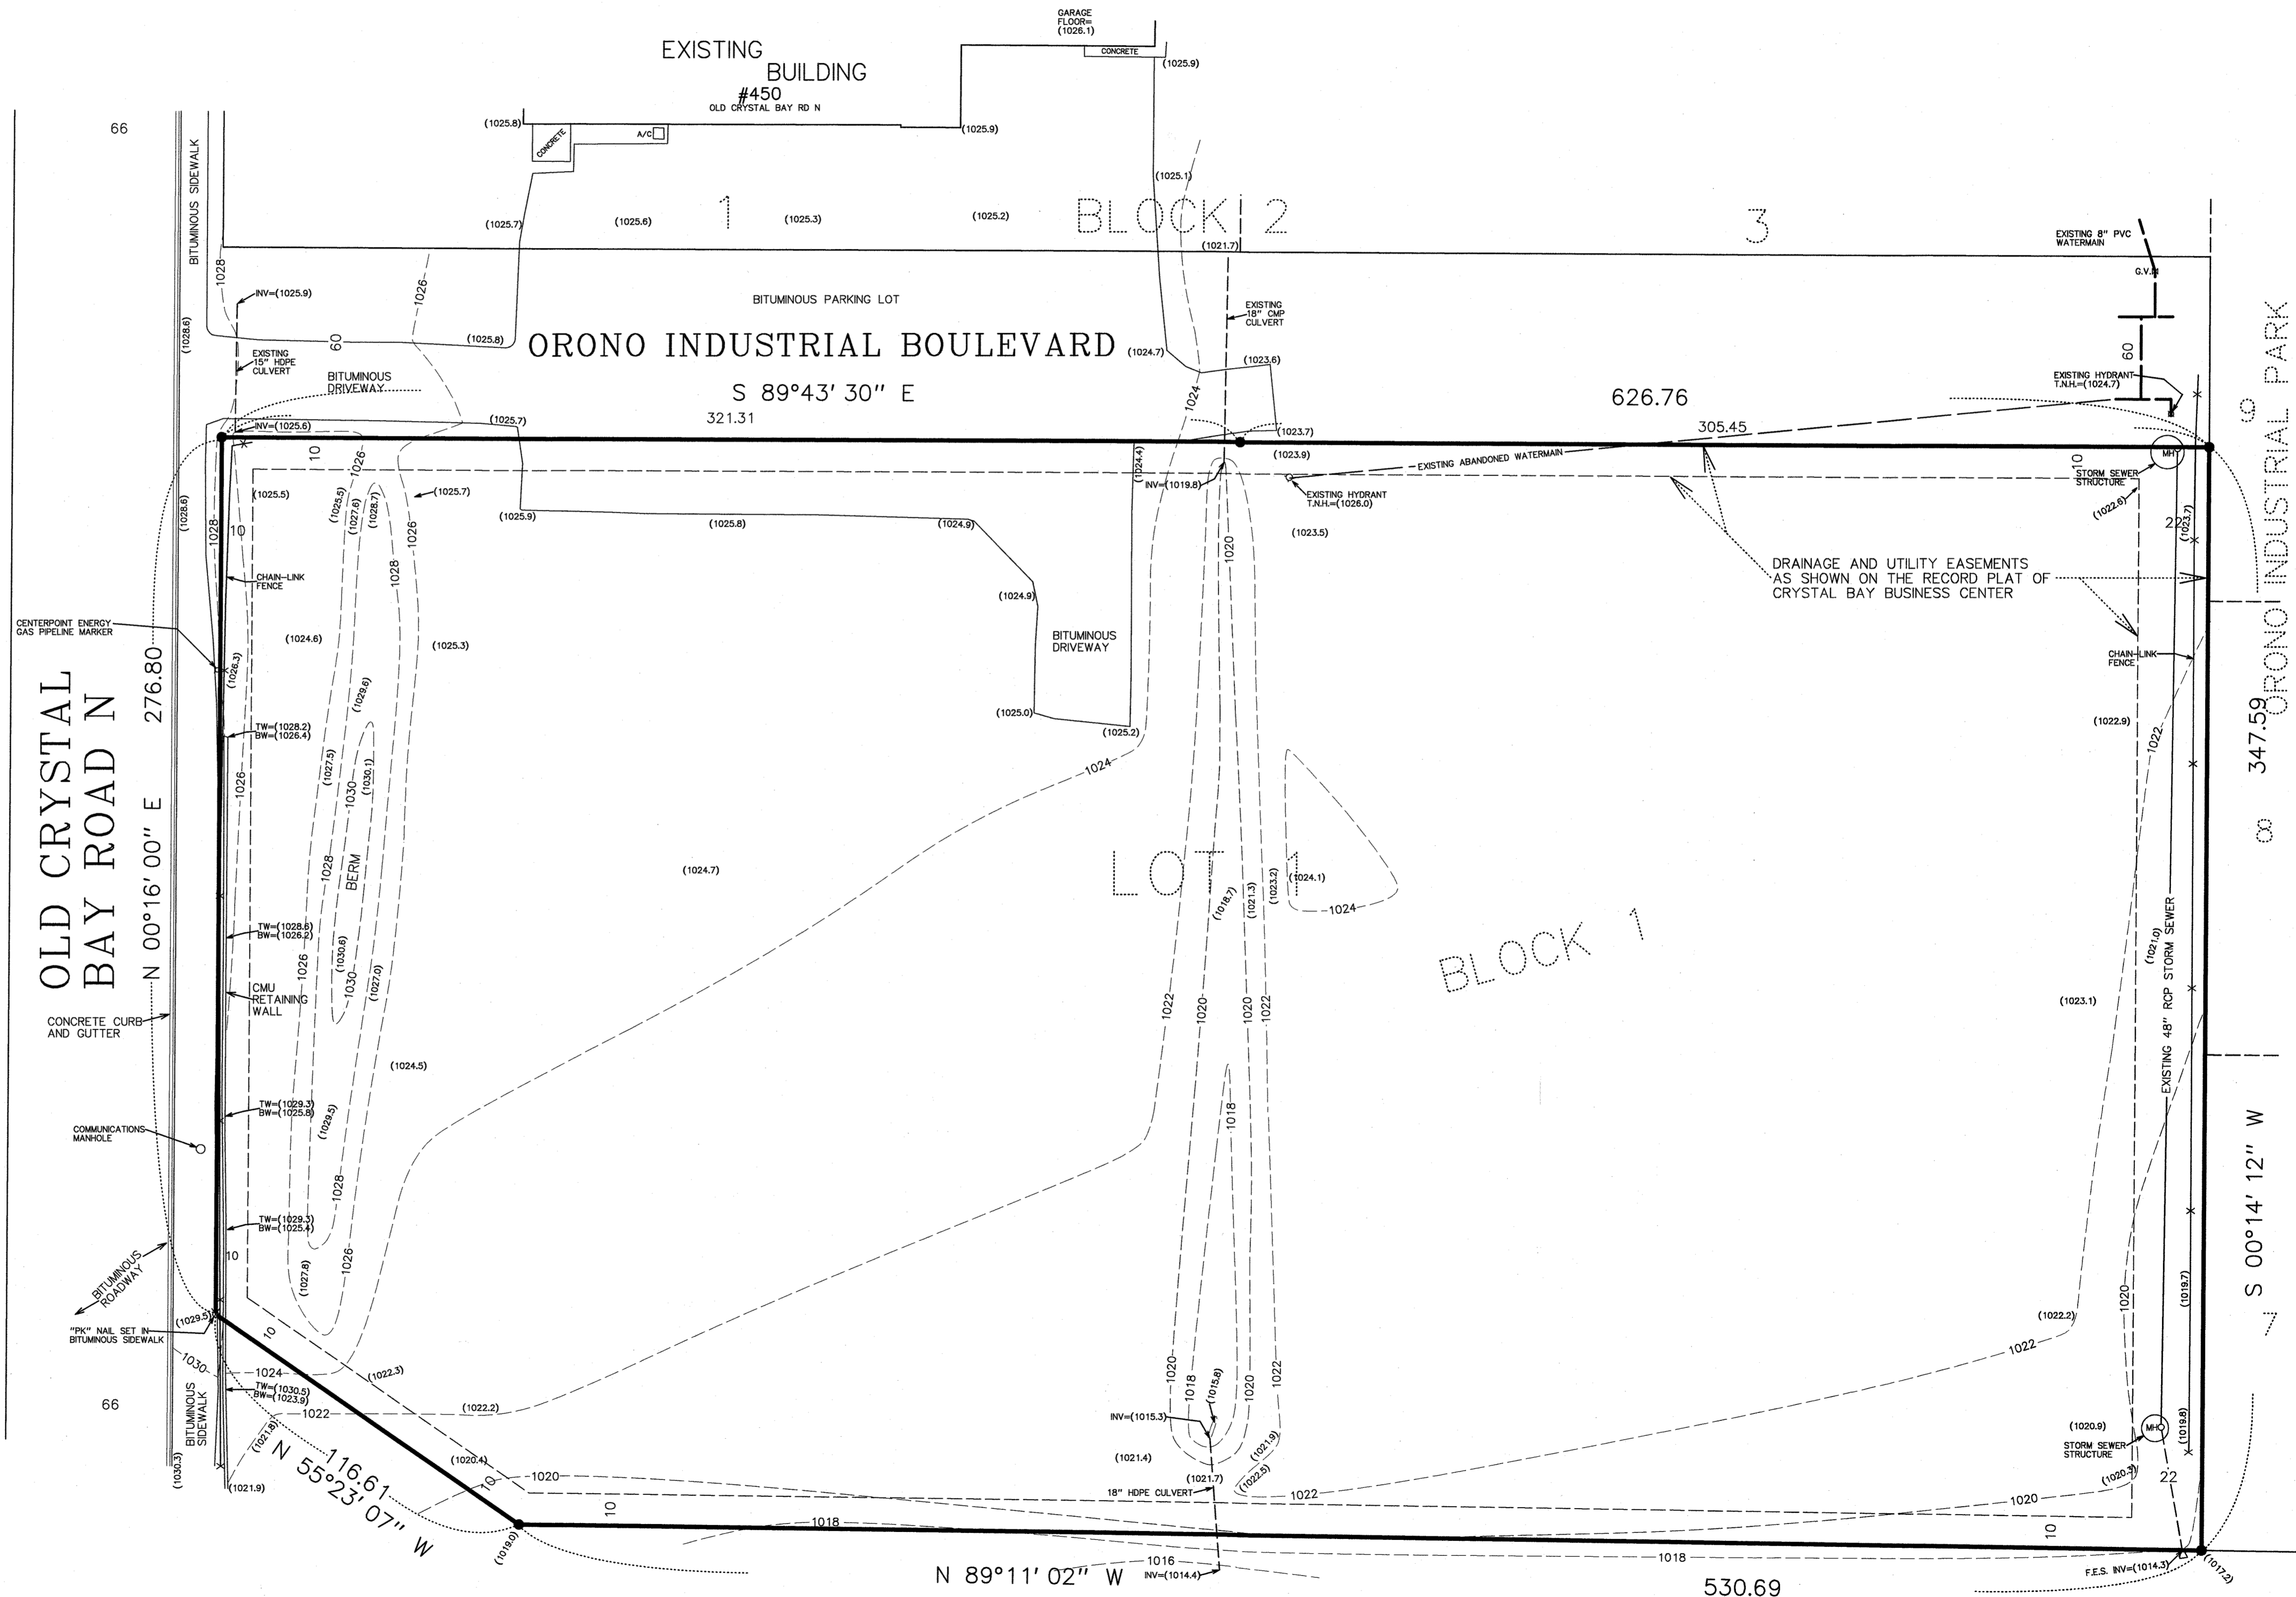 GARAGE
FLOOR=
(1026.1)
CONCRETE
(1025.9)
EXISTING
BUILDING
#450
OLD CRYSTAL BAY RD N
(1025.8)
CONCRETE
A/C
(1025.9)
66
BITUMINOUS SIDEWALK
(1025.1)
(1025.7)
(1025.6)
1
(1025.3)
(1025.2)
BLOCK 2
(1021.7)
3
EXISTING 8" PVC
WATERMAIN
1028
INV=(1025.9)
1026
BITUMINOUS PARKING LOT
EXISTING
18" CMP
CULVERT
(1028.6)
EXISTING
15" HDPE
CULVERT
60
(1025.8)
ORONO INDUSTRIAL BOULEVARD
(1024.7)
(1023.6)
60
BITUMINOUS
DRIVEWAY
S 89°43'30" E
1024
626.76
EXISTING HYDRANT
T.N.H.=(1024.7)
321.31
305.45
INV=(1025.6)
(1025.7)
(1023.7)
9
ORONO INDUSTRIAL PARK
10
1026
(1024.4)
(1023.9)
EXISTING ABANDONED WATERMAIN
10
MH
STORM SEWER
STRUCTURE
(1025.5)
(1025.5)
(1027.6)
(1028.7)
(1025.7)
INV=(1019.8)
EXISTING HYDRANT
T.N.H.=(1026.0)
(1022.6)
(1028.6)
1028
10
1026
(1025.9)
(1025.8)
(1024.9)
1020
(1023.5)
22
(1023.7)
CHAIN-LINK
FENCE
1028
(1024.9)
DRAINAGE AND UTILITY EASEMENTS
AS SHOWN ON THE RECORD PLAT OF
CRYSTAL BAY BUSINESS CENTER
CENTERPOINT ENERGY
GAS PIPELINE MARKER
(1024.6)
(1025.3)
BITUMINOUS
DRIVEWAY
CHAIN-LINK
FENCE
(1026.3)
(1029.6)
OLD CRYSTAL
BAY ROAD N
N 00°16'00" E 276.80
TW=(1028.2)
BW=(1026.4)
(1025.0)
(1025.2)
(1022.9)
1022
347.59
1026
(1027.5)
1030
(1030.1)
1024
8
1028
BERM
(1024.7)
LOT 1
(1018.7)
(1021.3)
(1023.2)
(1024.1)
1024
TW=(1028.6)
BW=(1026.2)
1026
(1030.6)
1030
(1027.0)
BLOCK 1
(1021.0)
EXISTING 48" RCP STORM SEWER
CMU
RETAINING
WALL
1022
1020
1020
1022
(1023.1)
CONCRETE CURB
AND GUTTER
(1024.5)
TW=(1029.3)
BW=(1025.8)
(1029.5)
1018
COMMUNICATIONS
MANHOLE
S 00°14'12" W
1028
TW=(1029.3)
BW=(1025.4)
10
1026
(1027.8)
BITUMINOUS
ROADWAY
(1019.7)
1020
(1029.5)
"PK" NAIL SET IN
BITUMINOUS SIDEWALK
10
(1022.2)
7
1022
1030
1024
(1022.3)
1020
1018
(1015.8)
1020
1022
TW=(1030.5)
BW=(1023.9)
66
BITUMINOUS
SIDEWALK
1022
(1022.2)
INV=(1015.3)
(1020.9)
MH
(1019.8)
(1021.8)
(1021.9)
STORM SEWER
STRUCTURE
(1021.4)
(1030.3)
(1021.9)
116.61
N 55°23'07" W
(1020.4)
10
1020
(1021.7)
(1022.5)
(1020.3)
22
18" HDPE CULVERT
1022
1020
10
1018
10
(1019.0)
1016
1018
N 89°11'02" W
INV=(1014.4)
530.69
F.E.S. INV=(1014.3)
(1017.2)